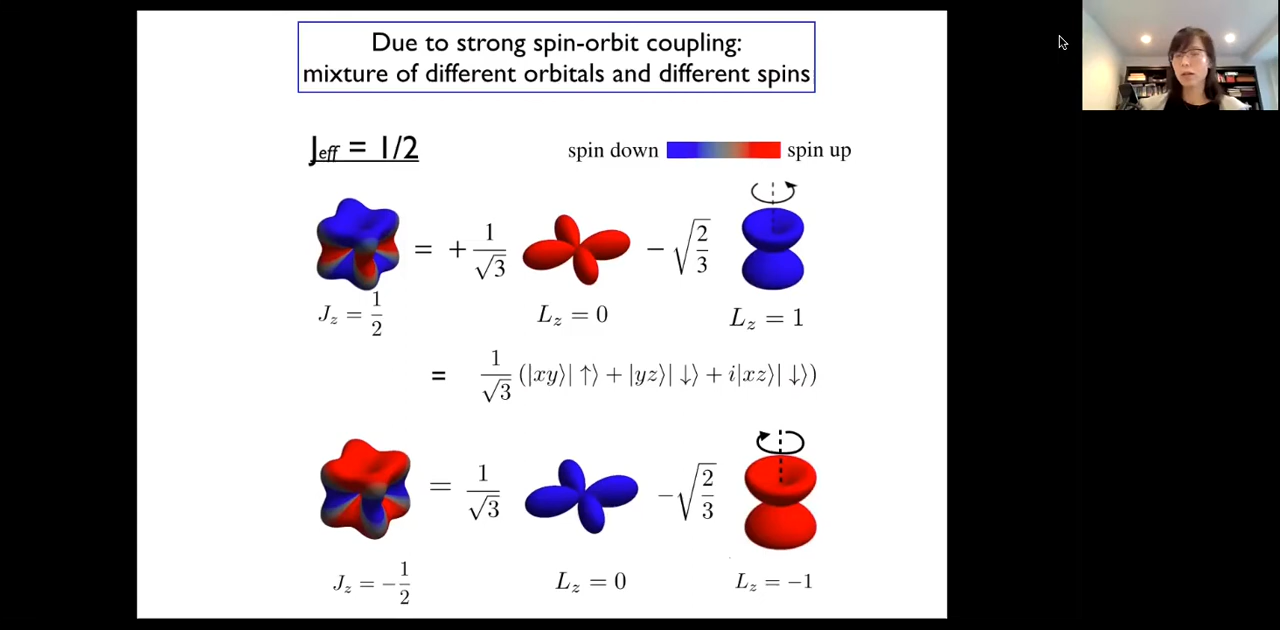 Due to strong spin-orbit coupling:
mixture of different orbitals and different spins
Jeff = 1/2
spin down spin up
= + 1/√3 − √(2/3)
Jz = 1/2 Lz = 0 Lz = 1
= 1/√3 (|xy⟩| ↑⟩ + |yz⟩| ↓⟩ + i|xz⟩| ↓⟩)
= 1/√3 −√(2/3)
Jz = −1/2 Lz = 0 Lz = −1